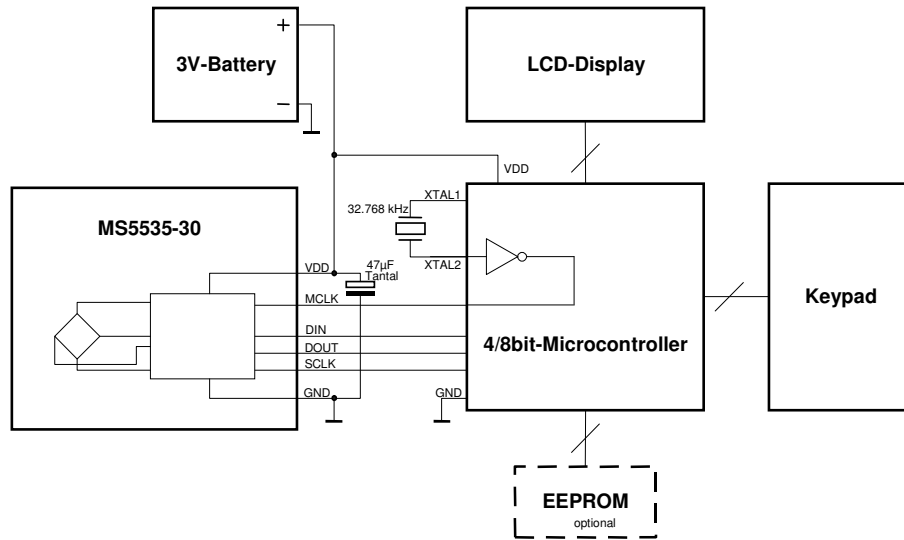 +
3V-Battery
−
LCD-Display
VDD
XTAL1
32.768 kHz
XTAL2
MS5535-30
VDD
47µF
Tantal
MCLK
DIN
DOUT
SCLK
GND
4/8bit-Microcontroller
GND
Keypad
EEPROM
optional